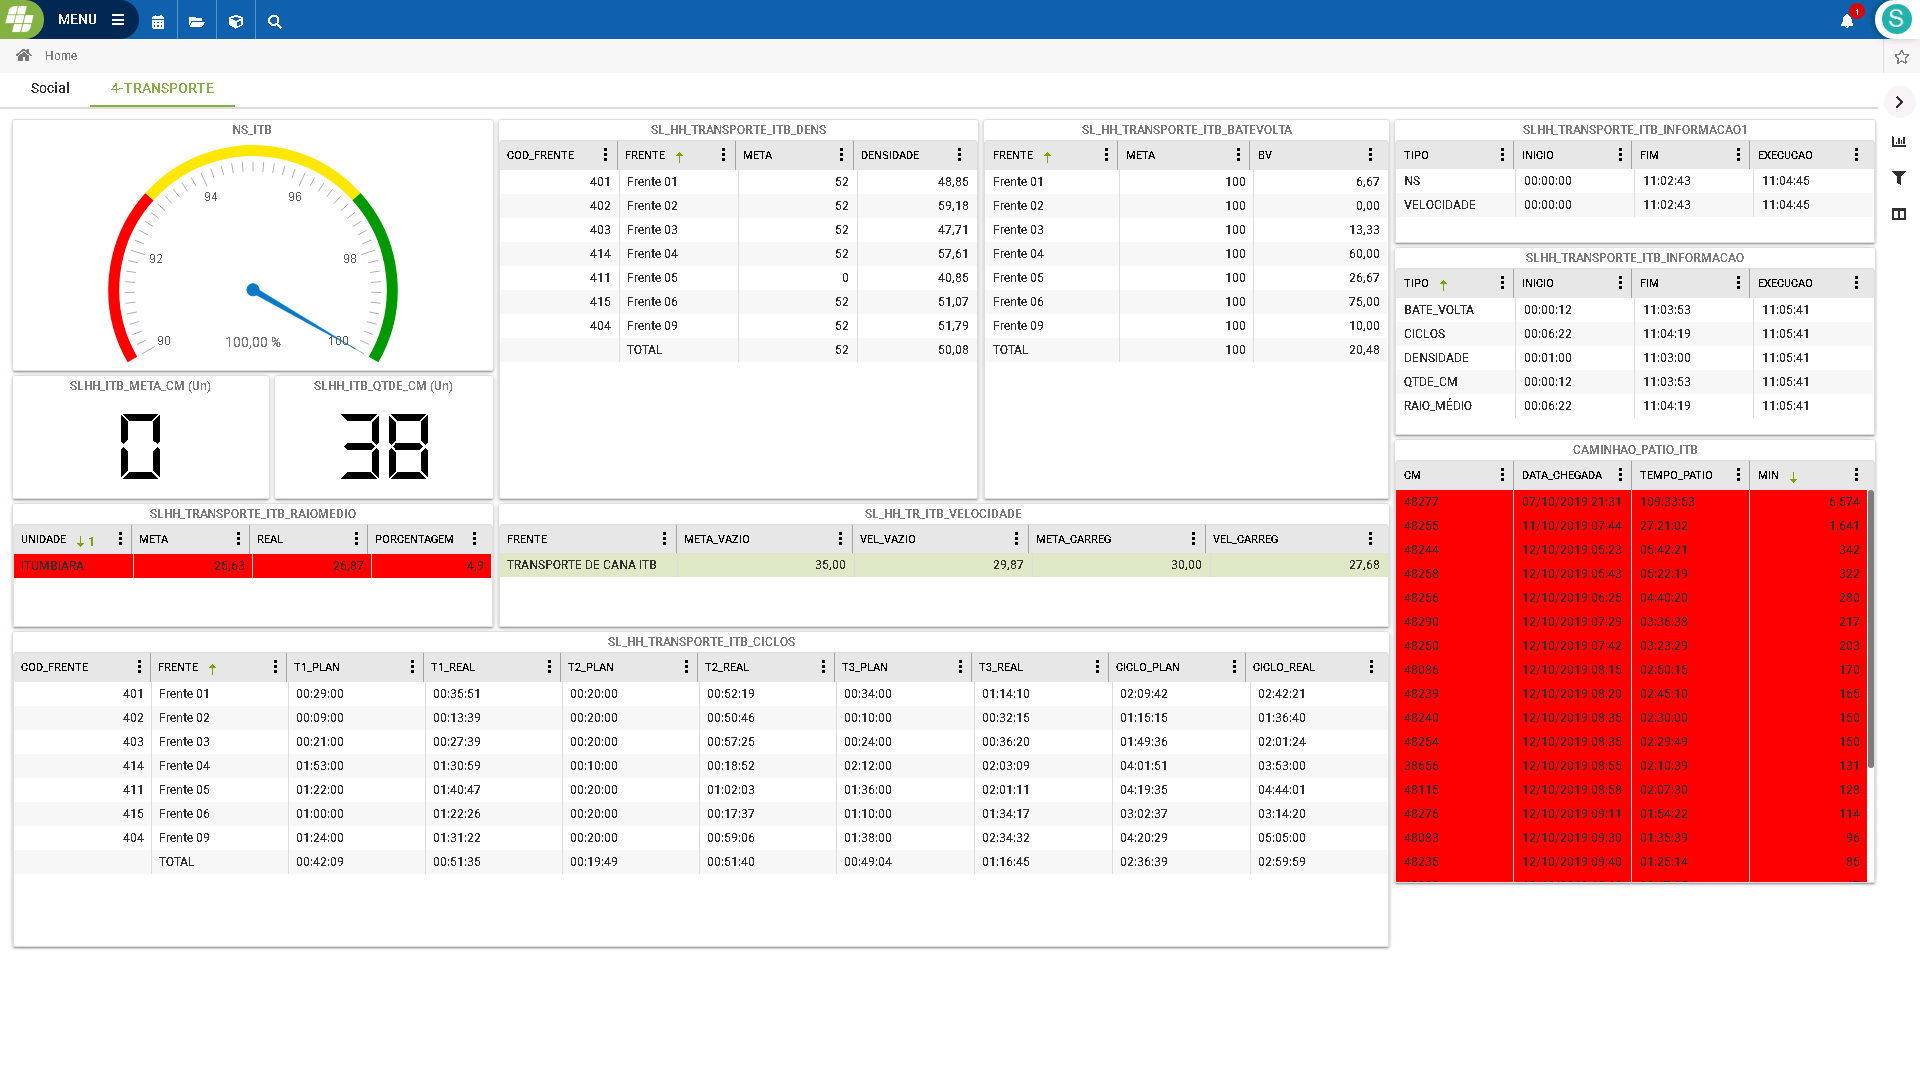 MENU
1
S
Home
Social
4-TRANSPORTE
NS_ITB
94
96
92
98
90
100,00 %
100
SLHH_ITB_META_CM (Un)
0
SLHH_ITB_QTDE_CM (Un)
38
SL_HH_TRANSPORTE_ITB_DENS
COD_FRENTE FRENTE META DENSIDADE
401 Frente 01 52 48,85
402 Frente 02 52 59,18
403 Frente 03 52 47,71
414 Frente 04 52 57,61
411 Frente 05 0 40,85
415 Frente 06 52 51,07
404 Frente 09 52 51,79
TOTAL 52 50,08
SL_HH_TRANSPORTE_ITB_BATEVOLTA
FRENTE META BV
Frente 01 100 6,67
Frente 02 100 0,00
Frente 03 100 13,33
Frente 04 100 60,00
Frente 05 100 26,67
Frente 06 100 75,00
Frente 09 100 10,00
TOTAL 100 20,48
SLHH_TRANSPORTE_ITB_INFORMACAO1
TIPO INICIO FIM EXECUCAO
NS 00:00:00 11:02:43 11:04:45
VELOCIDADE 00:00:00 11:02:43 11:04:45
SLHH_TRANSPORTE_ITB_INFORMACAO
TIPO INICIO FIM EXECUCAO
BATE_VOLTA 00:00:12 11:03:53 11:05:41
CICLOS 00:06:22 11:04:19 11:05:41
DENSIDADE 00:01:00 11:03:00 11:05:41
QTDE_CM 00:00:12 11:03:53 11:05:41
RAIO_MÉDIO 00:06:22 11:04:19 11:05:41
SLHH_TRANSPORTE_ITB_RAIOMEDIO
UNIDADE 1 META REAL PORCENTAGEM
ITUMBIARA 25,63 26,87 4,9
SL_HH_TR_ITB_VELOCIDADE
FRENTE META_VAZIO VEL_VAZIO META_CARREG VEL_CARREG
TRANSPORTE DE CANA ITB 35,00 29,87 30,00 27,68
SL_HH_TRANSPORTE_ITB_CICLOS
COD_FRENTE FRENTE T1_PLAN T1_REAL T2_PLAN T2_REAL T3_PLAN T3_REAL CICLO_PLAN CICLO_REAL
401 Frente 01 00:29:00 00:35:51 00:20:00 00:52:19 00:34:00 01:14:10 02:09:42 02:42:21
402 Frente 02 00:09:00 00:13:39 00:20:00 00:50:46 00:10:00 00:32:15 01:15:15 01:36:40
403 Frente 03 00:21:00 00:27:39 00:20:00 00:57:25 00:24:00 00:36:20 01:49:36 02:01:24
414 Frente 04 01:53:00 01:30:59 00:10:00 00:18:52 02:12:00 02:03:09 04:01:51 03:53:00
411 Frente 05 01:22:00 01:40:47 00:20:00 01:02:03 01:36:00 02:01:11 04:19:35 04:44:01
415 Frente 06 01:00:00 01:22:26 00:20:00 00:17:37 01:10:00 01:34:17 03:02:37 03:14:20
404 Frente 09 01:24:00 01:31:22 00:20:00 00:59:06 01:38:00 02:34:32 04:20:29 05:05:00
TOTAL 00:42:09 00:51:35 00:19:49 00:51:40 00:49:04 01:16:45 02:36:39 02:59:59
CAMINHAO_PATIO_ITB
CM DATA_CHEGADA TEMPO_PATIO MIN
48277 07/10/2019 21:31 109:33:53 6.574
48255 11/10/2019 07:44 27:21:02 1.641
48244 12/10/2019 05:23 05:42:21 342
48258 12/10/2019 05:43 05:22:19 322
48256 12/10/2019 06:25 04:40:20 280
48290 12/10/2019 07:29 03:36:38 217
48250 12/10/2019 07:42 03:23:29 203
48086 12/10/2019 08:15 02:50:15 170
48239 12/10/2019 08:20 02:45:10 165
48240 12/10/2019 08:35 02:30:00 150
48254 12/10/2019 08:35 02:29:49 150
38656 12/10/2019 08:55 02:10:39 131
48115 12/10/2019 08:58 02:07:30 128
48276 12/10/2019 09:11 01:54:22 114
48083 12/10/2019 09:30 01:35:39 96
48235 12/10/2019 09:40 01:25:14 85